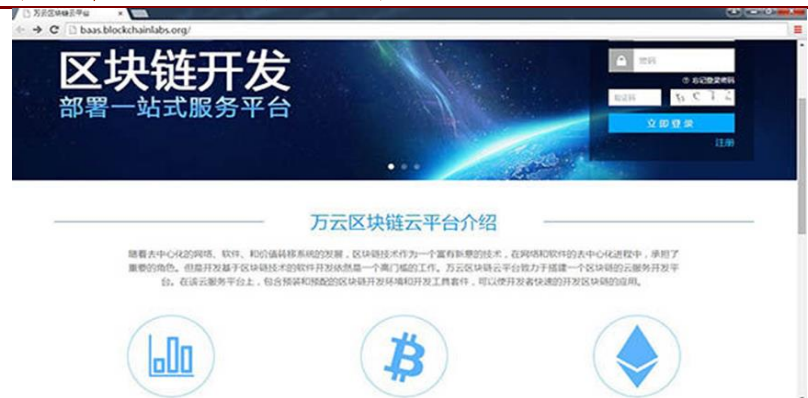 万云区块链云平台
baas.blockchainlabs.org/
区块链开发
部署一站式服务平台
密码
忘记登录密码
验证码
立即登录
注册
万云区块链云平台介绍
随着去中心化的网络、软件、和价值转移系统的发展，区块链技术作为一个富有新意的技术，在网络和软件的去中心化进程中，承担了
重要的角色。但是开发基于区块链技术的软件开发依然是一个高门槛的工作。万云区块链云平台致力于搭建一个区块链的云服务开发平
台。在该云服务平台上，包含预装和预配的区块链开发环境和开发工具套件，可以使开发者快速的开发区块链的应用。